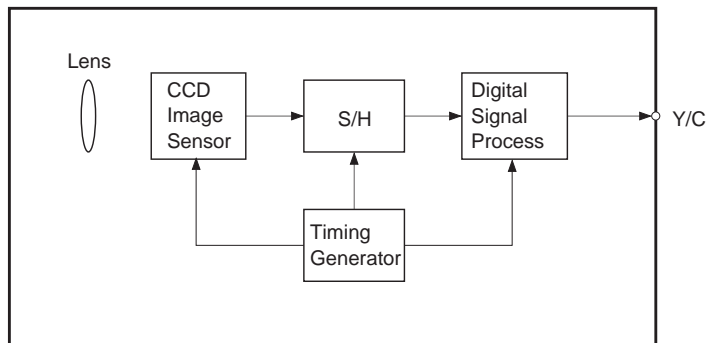 Lens
CCD
Image
Sensor
S/H
Digital
Signal
Process
Y/C
Timing
Generator